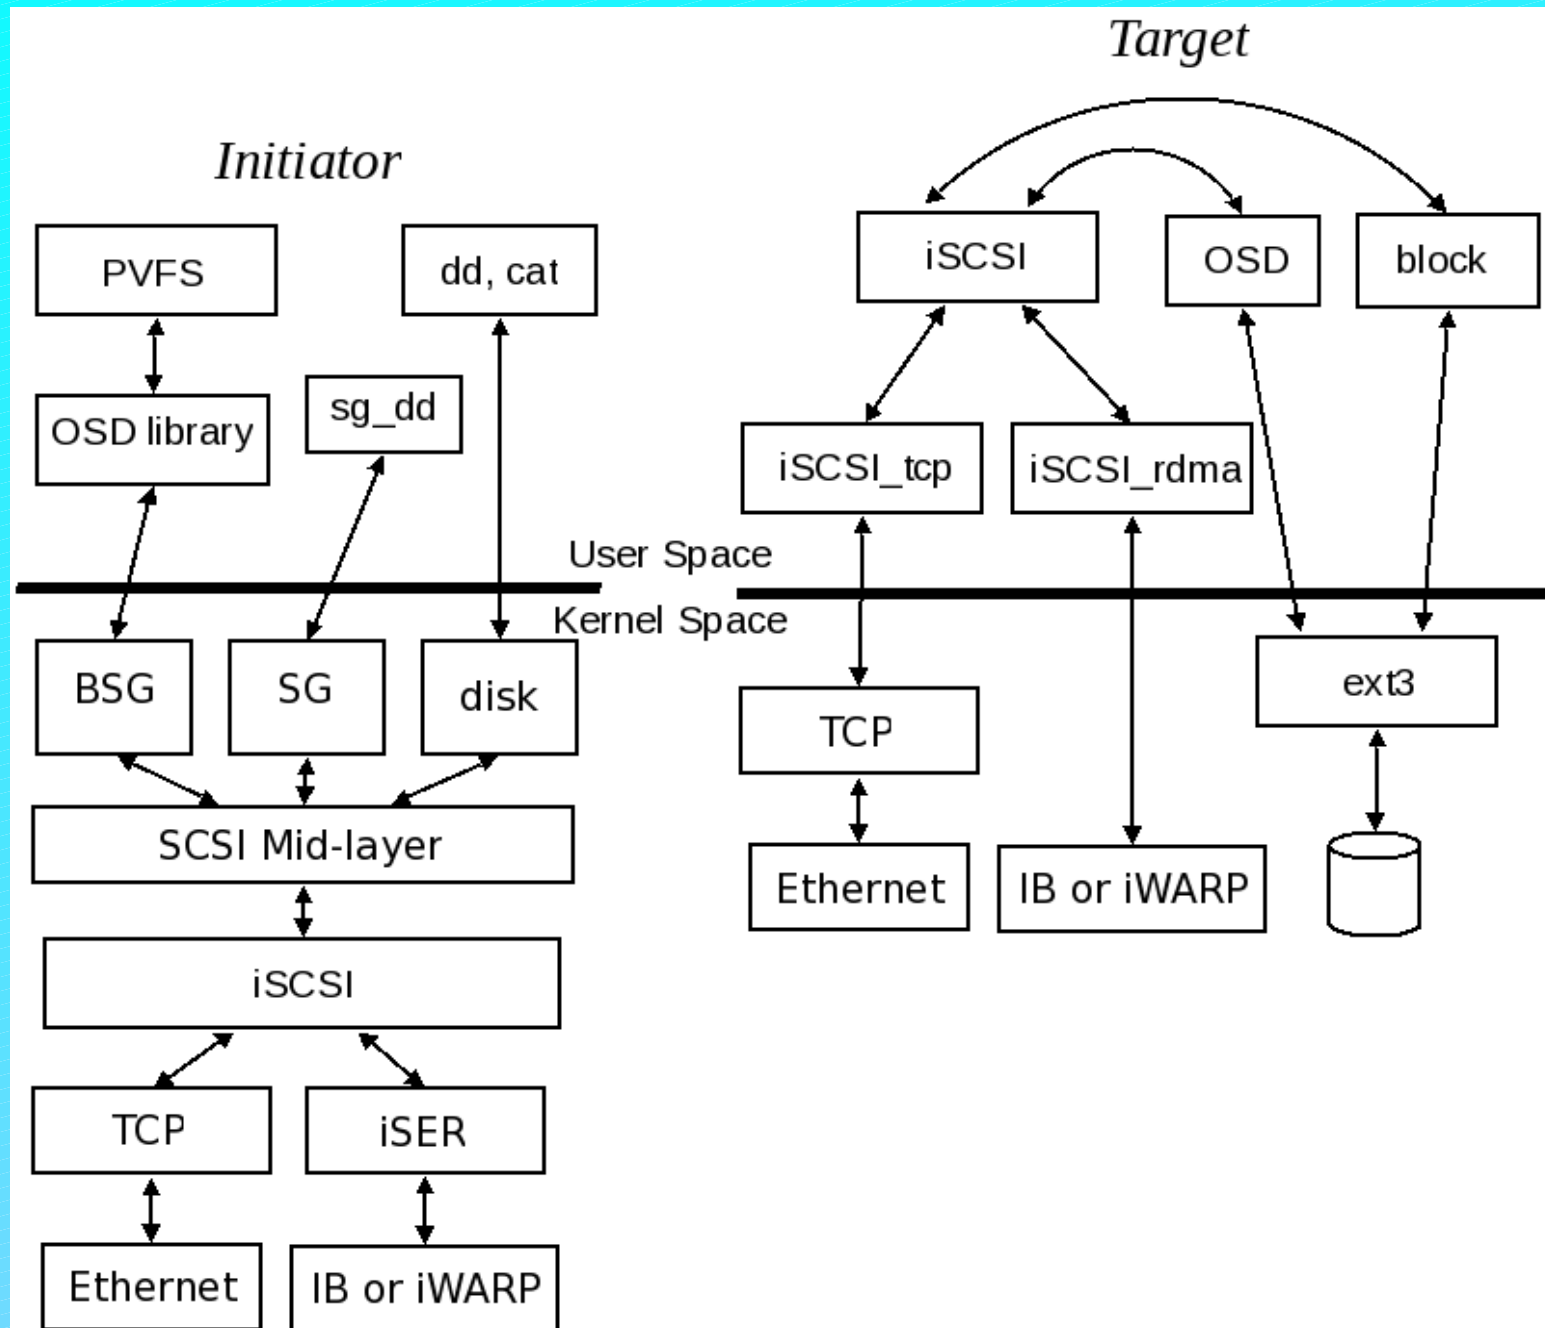 Initiator
PVFS
dd, cat
OSD library
sg_dd
User Space
Kernel Space
BSG
SG
disk
SCSI Mid-layer
iSCSI
TCP
iSER
Ethernet
IB or iWARP
Target
iSCSI
OSD
block
iSCSI_tcp
iSCSI_rdma
TCP
ext3
Ethernet
IB or iWARP